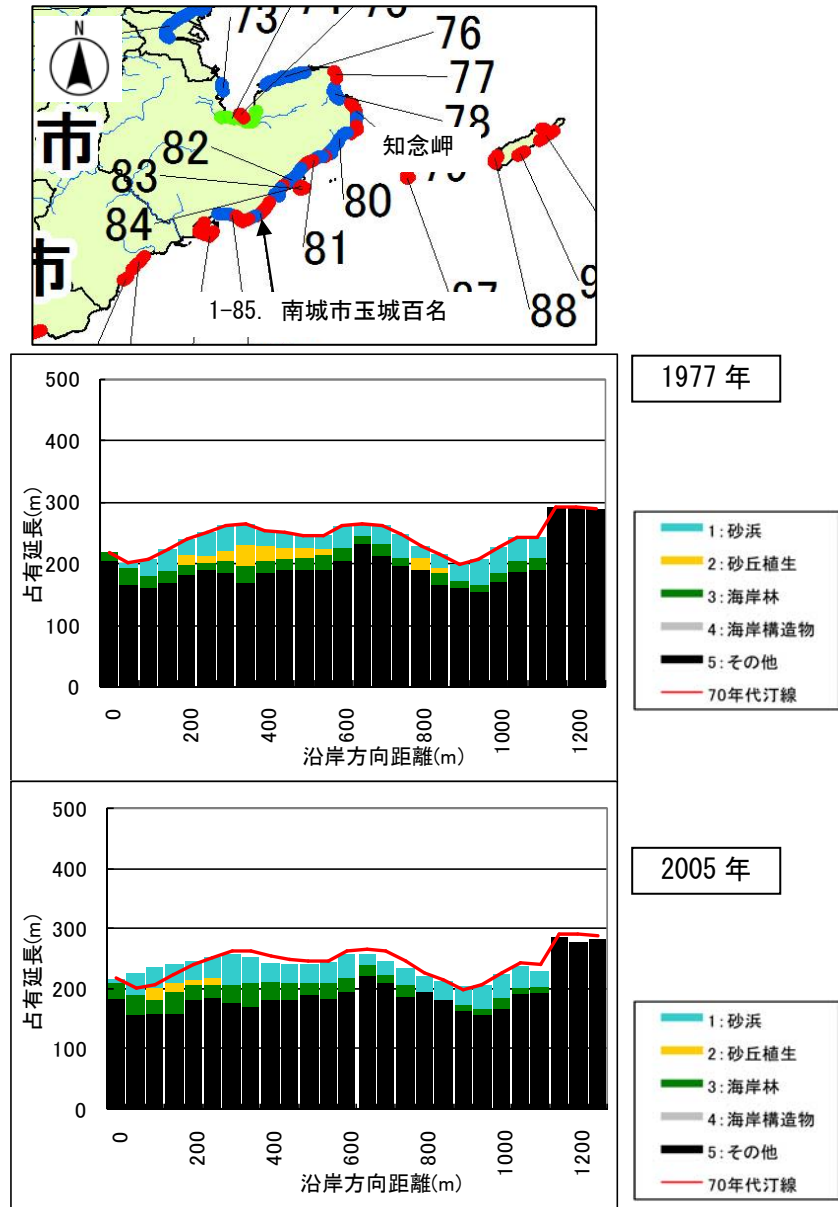 N
73
76
77
78
市
知念岬
82
83
80
84
81
市
1-85. 南城市玉城百名
88
1977 年
500
400
300
200
100
0
占有延長(m)
0
200
400
600
800
1000
1200
沿岸方向距離(m)
1:砂浜
2:砂丘植生
3:海岸林
4:海岸構造物
5:その他
70年代汀線
2005 年
500
400
300
200
100
0
占有延長(m)
0
200
400
600
800
1000
1200
沿岸方向距離(m)
1:砂浜
2:砂丘植生
3:海岸林
4:海岸構造物
5:その他
70年代汀線